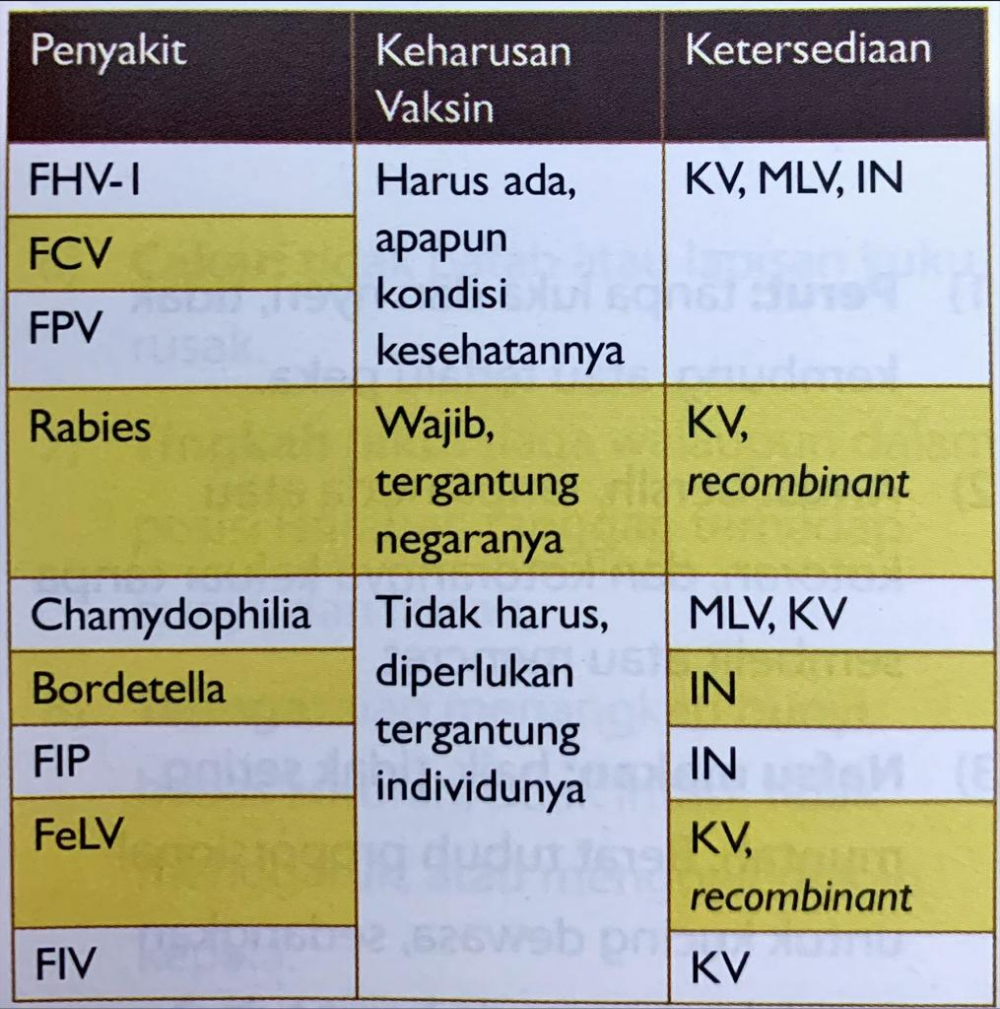 Penyakit
Keharusan
Vaksin
Ketersediaan
FHV-1
FCV
FPV
Harus ada,
apapun
kondisi
kesehatannya
KV, MLV, IN
Rabies
Wajib,
tergantung
negaranya
KV,
recombinant
Chamydophilia
Bordetella
FIP
FeLV
FIV
Tidak harus,
diperlukan
tergantung
individunya
MLV, KV
IN
IN
KV,
recombinant
KV